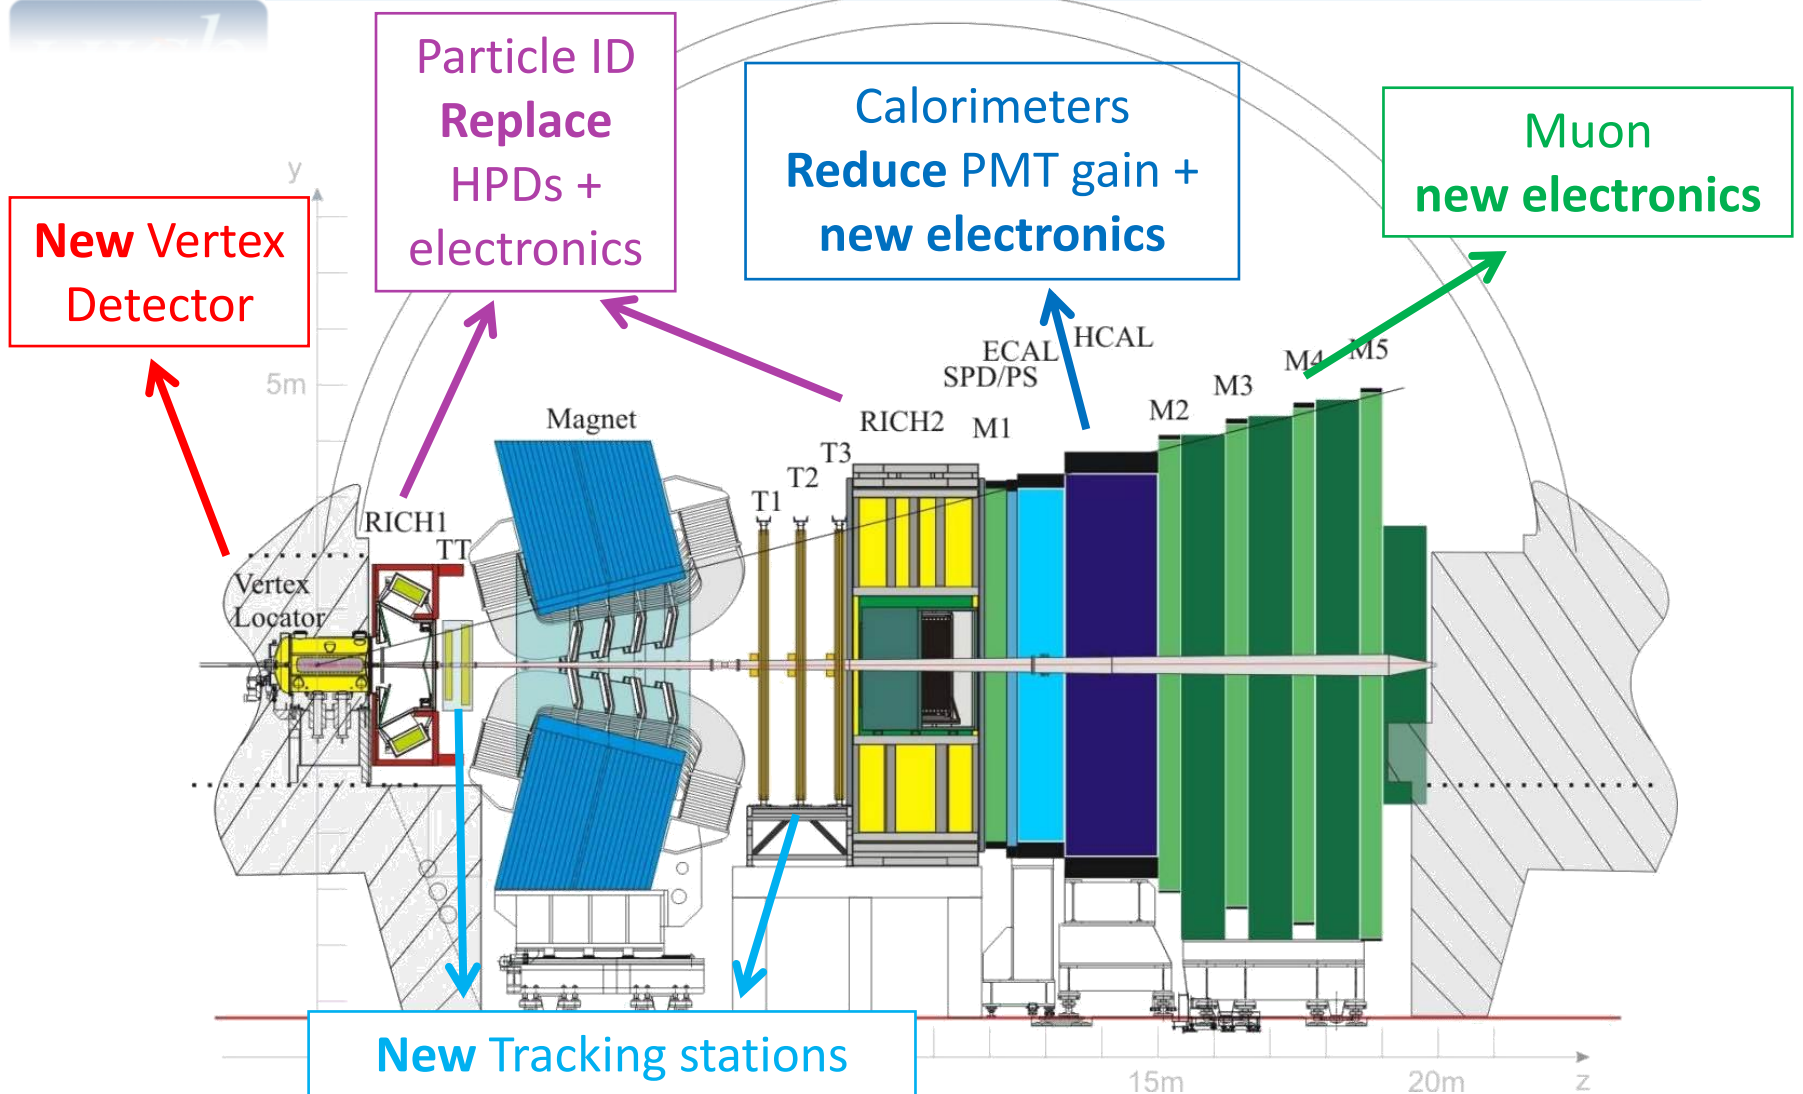 Particle ID
Replace
HPDs +
electronics
Calorimeters
Reduce PMT gain +
new electronics
Muon
new electronics
New Vertex
Detector
y
5m
Magnet
RICH1
TT
Vertex
Locator
T1
T2
T3
RICH2
M1
SPD/PS
ECAL
HCAL
M2
M3
M4
M5
New Tracking stations
15m
20m
z